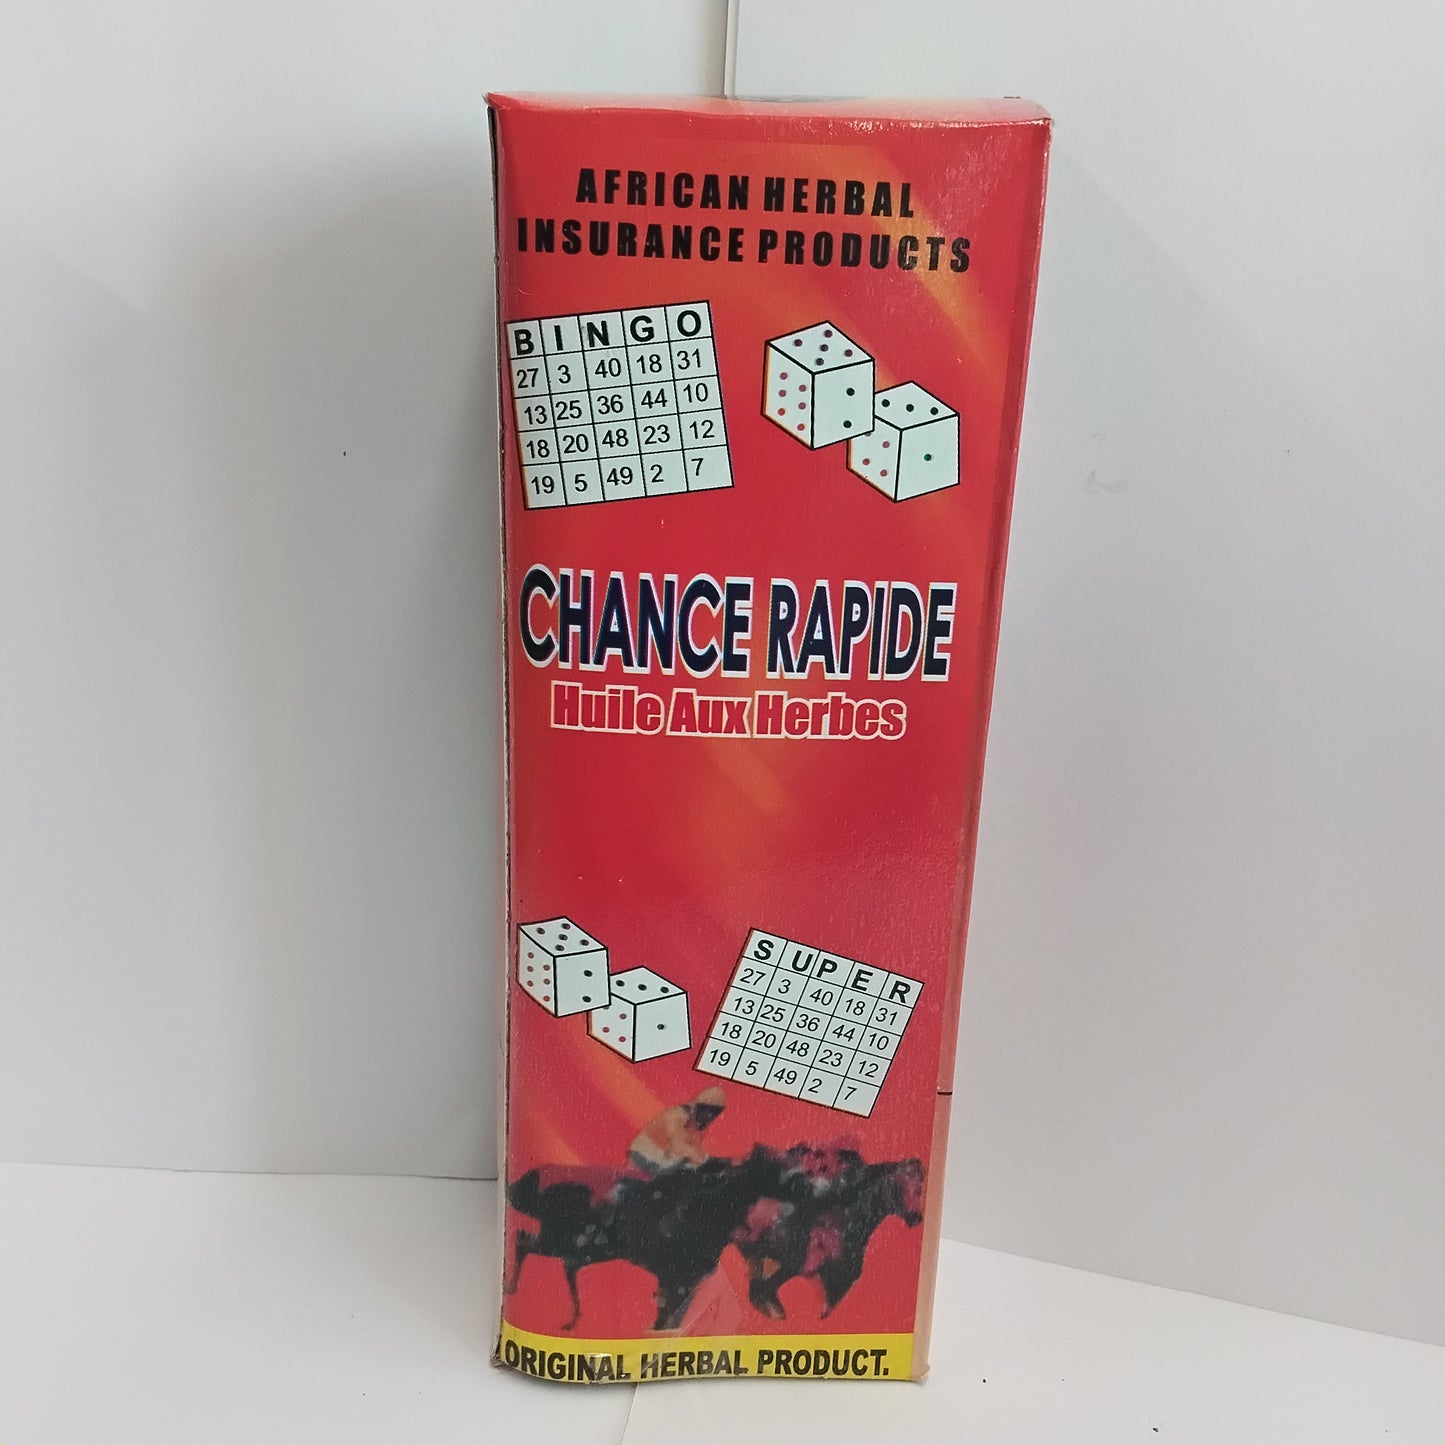 AFRICAN HERBAL
INSURANCE PRODUCTS
B I N G O
27 3 40 18 31
13 25 36 44 10
18 20 48 23 12
19 5 49 2 7
CHANCE RAPIDE
Huile Aux Herbes
S U P E R
27 3 40 18 31
13 25 36 44 10
18 20 48 23 12
19 5 49 2 7
ORIGINAL HERBAL PRODUCT.